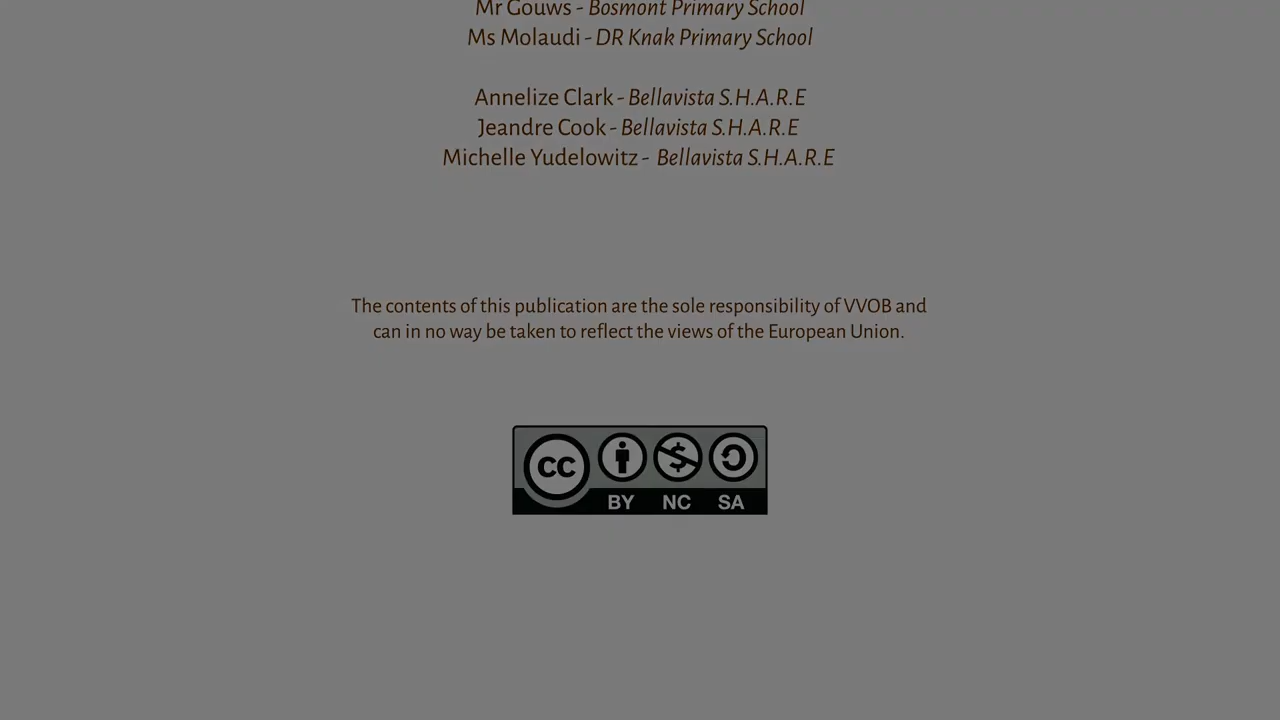 Mr Gouws - Bosmont Primary School
Ms Molaudi - DR Knak Primary School
Annelize Clark - Bellavista S.H.A.R.E
Jeandre Cook - Bellavista S.H.A.R.E
Michelle Yudelowitz - Bellavista S.H.A.R.E
The contents of this publication are the sole responsibility of VVOB and
can in no way be taken to reflect the views of the European Union.
CC
BY NC SA